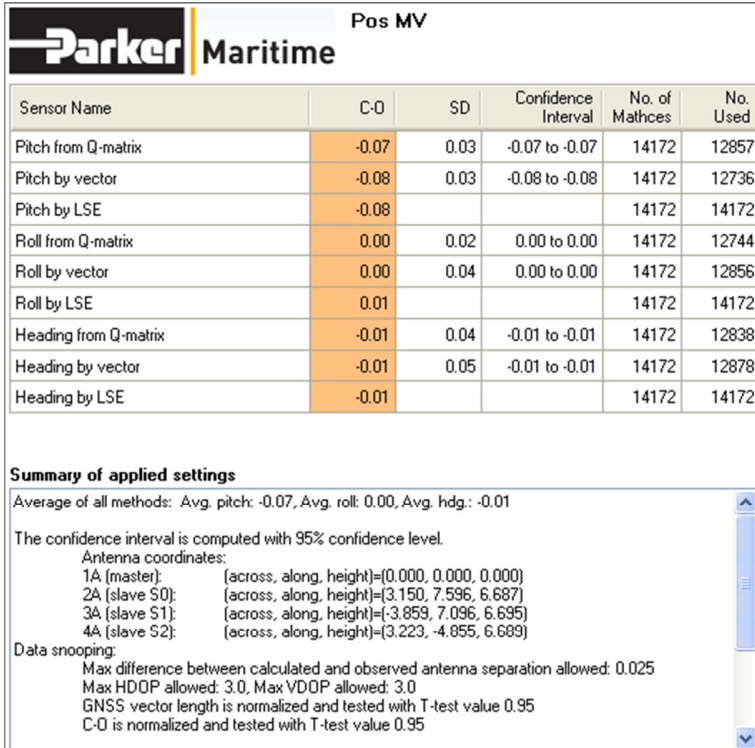 Pos MV
Parker Maritime
Sensor Name C-O SD Confidence Interval No. of Mathces No. Used
Pitch from Q-matrix -0.07 0.03 -0.07 to -0.07 14172 12857
Pitch by vector -0.08 0.03 -0.08 to -0.08 14172 12736
Pitch by LSE -0.08 14172 14172
Roll from Q-matrix 0.00 0.02 0.00 to 0.00 14172 12744
Roll by vector 0.00 0.04 0.00 to 0.00 14172 12856
Roll by LSE 0.01 14172 14172
Heading from Q-matrix -0.01 0.04 -0.01 to -0.01 14172 12838
Heading by vector -0.01 0.05 -0.01 to -0.01 14172 12878
Heading by LSE -0.01 14172 14172
Summary of applied settings
Average of all methods: Avg. pitch: -0.07, Avg. roll: 0.00, Avg. hdg.: -0.01
The confidence interval is computed with 95% confidence level.
Antenna coordinates:
1A (master): (across, along, height)=(0.000, 0.000, 0.000)
2A (slave S0): (across, along, height)=(3.150, 7.596, 6.687)
3A (slave S1): (across, along, height)=(-3.859, 7.096, 6.695)
4A (slave S2): (across, along, height)=(3.223, -4.855, 6.689)
Data snooping:
Max difference between calculated and observed antenna separation allowed: 0.025
Max HDOP allowed: 3.0, Max VDOP allowed: 3.0
GNSS vector length is normalized and tested with T-test value 0.95
C-O is normalized and tested with T-test value 0.95